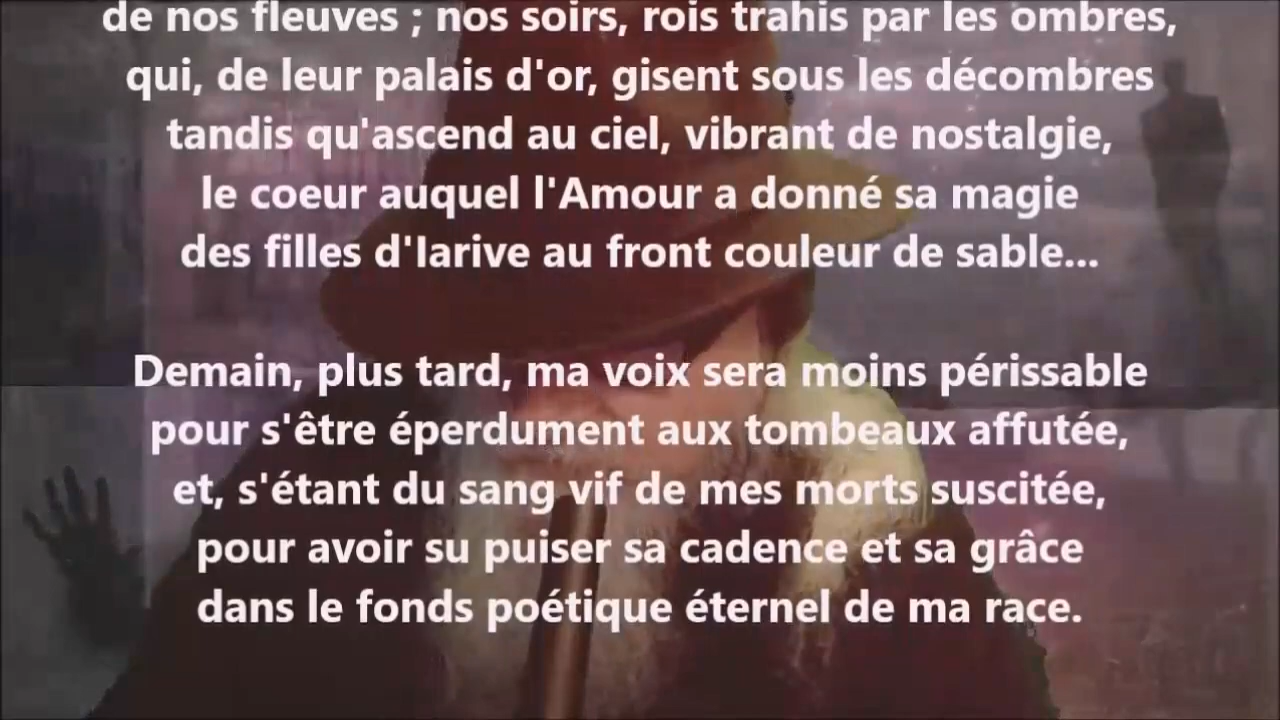 de nos fleuves ; nos soirs, rois trahis par les ombres,
qui, de leur palais d'or, gisent sous les décombres
tandis qu'ascend au ciel, vibrant de nostalgie,
le coeur auquel l'Amour a donné sa magie
des filles d'Iarive au front couleur de sable...
Demain, plus tard, ma voix sera moins périssable
pour s'être éperdument aux tombeaux affutée,
et, s'étant du sang vif de mes morts suscitée,
pour avoir su puiser sa cadence et sa grâce
dans le fonds poétique éternel de ma race.